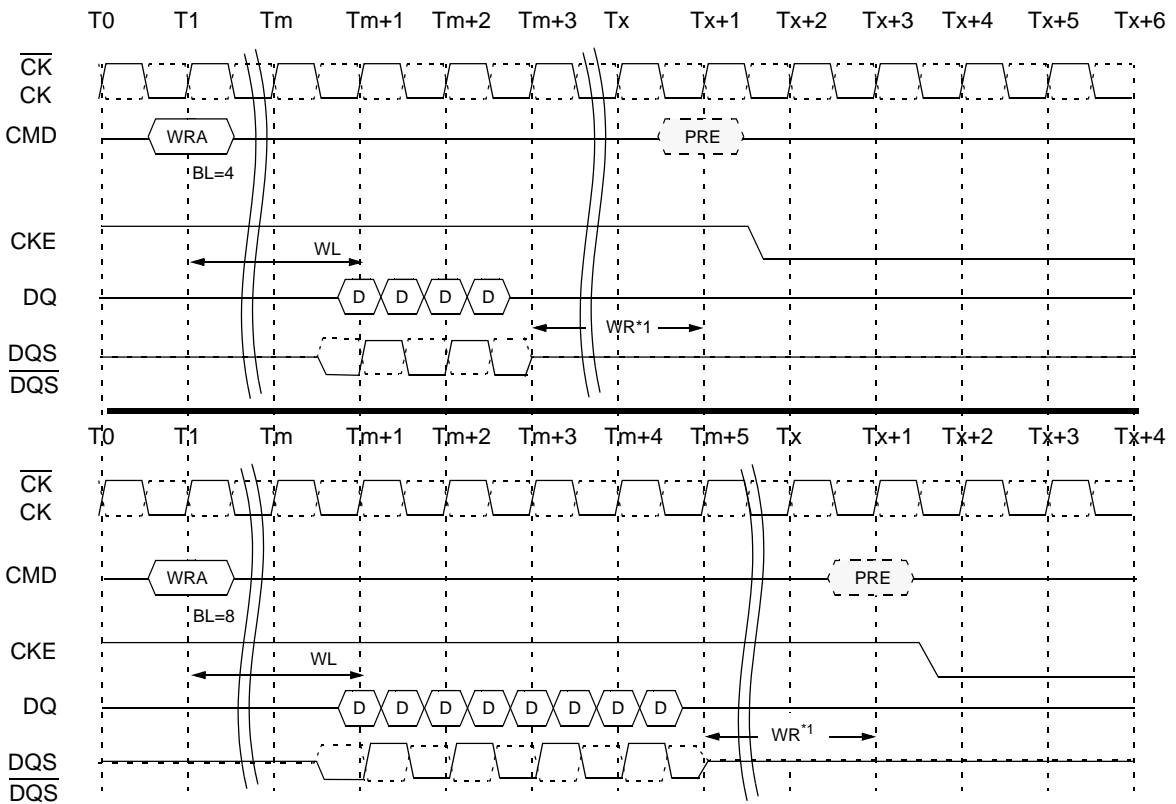 T0 T1 Tm Tm+1 Tm+2 Tm+3 Tx Tx+1 Tx+2 Tx+3 Tx+4 Tx+5 Tx+6
CK
CK
CMD WRA PRE
BL=4
CKE
WL
DQ D D D D
WR*1
DQS
DQS
T0 T1 Tm Tm+1 Tm+2 Tm+3 Tm+4 Tm+5 Tx Tx+1 Tx+2 Tx+3 Tx+4
CK
CK
CMD WRA PRE
BL=8
CKE
WL
DQ D D D D D D D D
WR*1
DQS
DQS